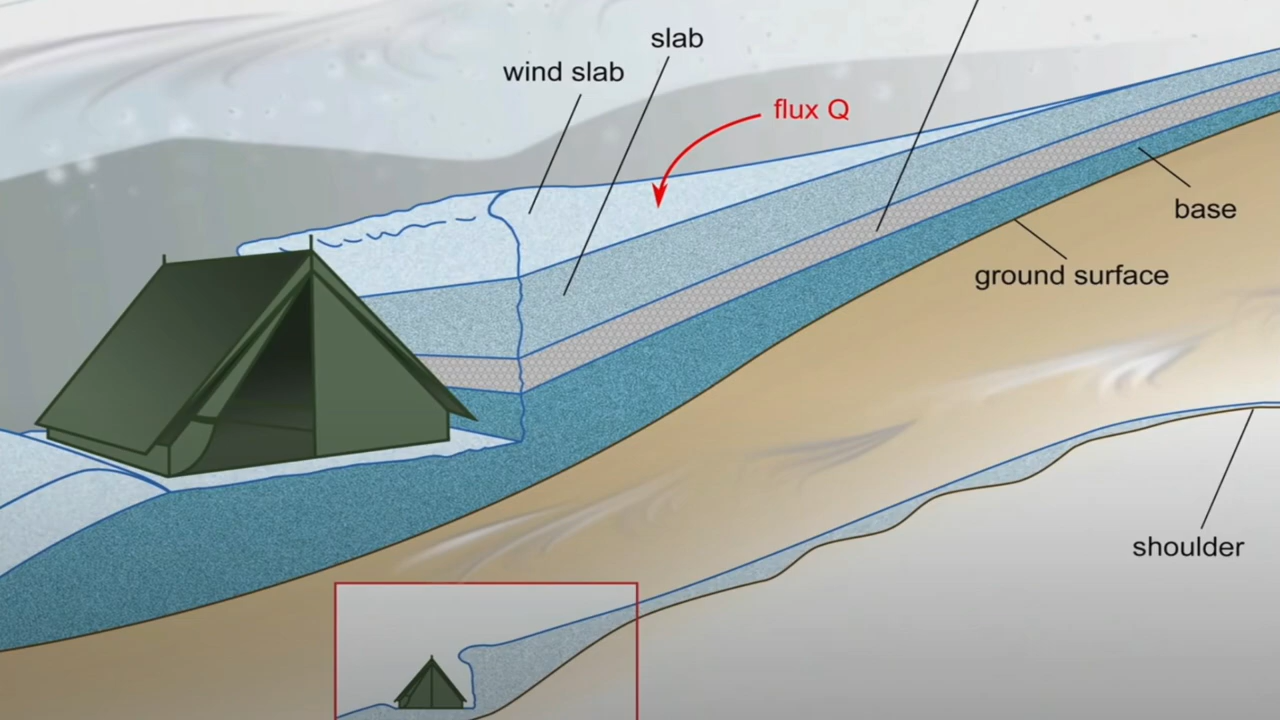 slab
wind slab
flux Q
base
ground surface
shoulder